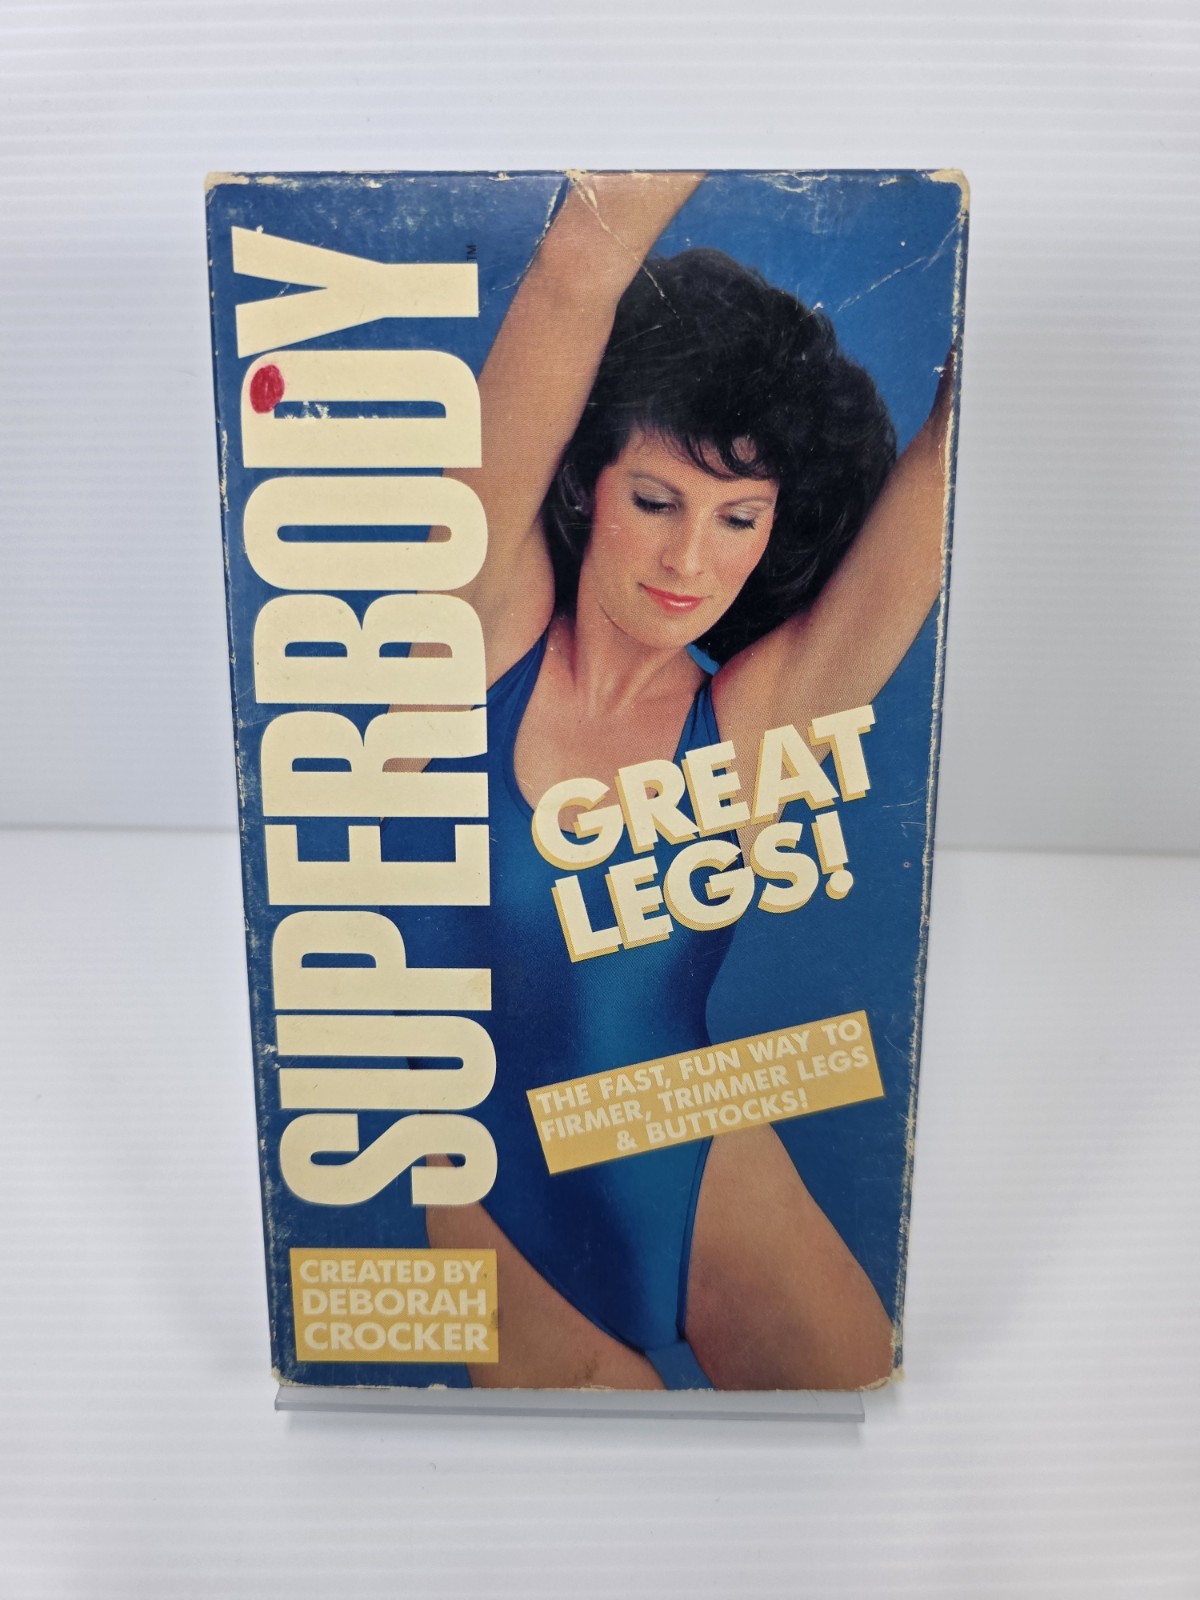 SUPERBODY™
GREAT
LEGS!
THE FAST, FUN WAY TO
FIRMER, TRIMMER LEGS
& BUTTOCKS!
CREATED BY
DEBORAH
CROCKER